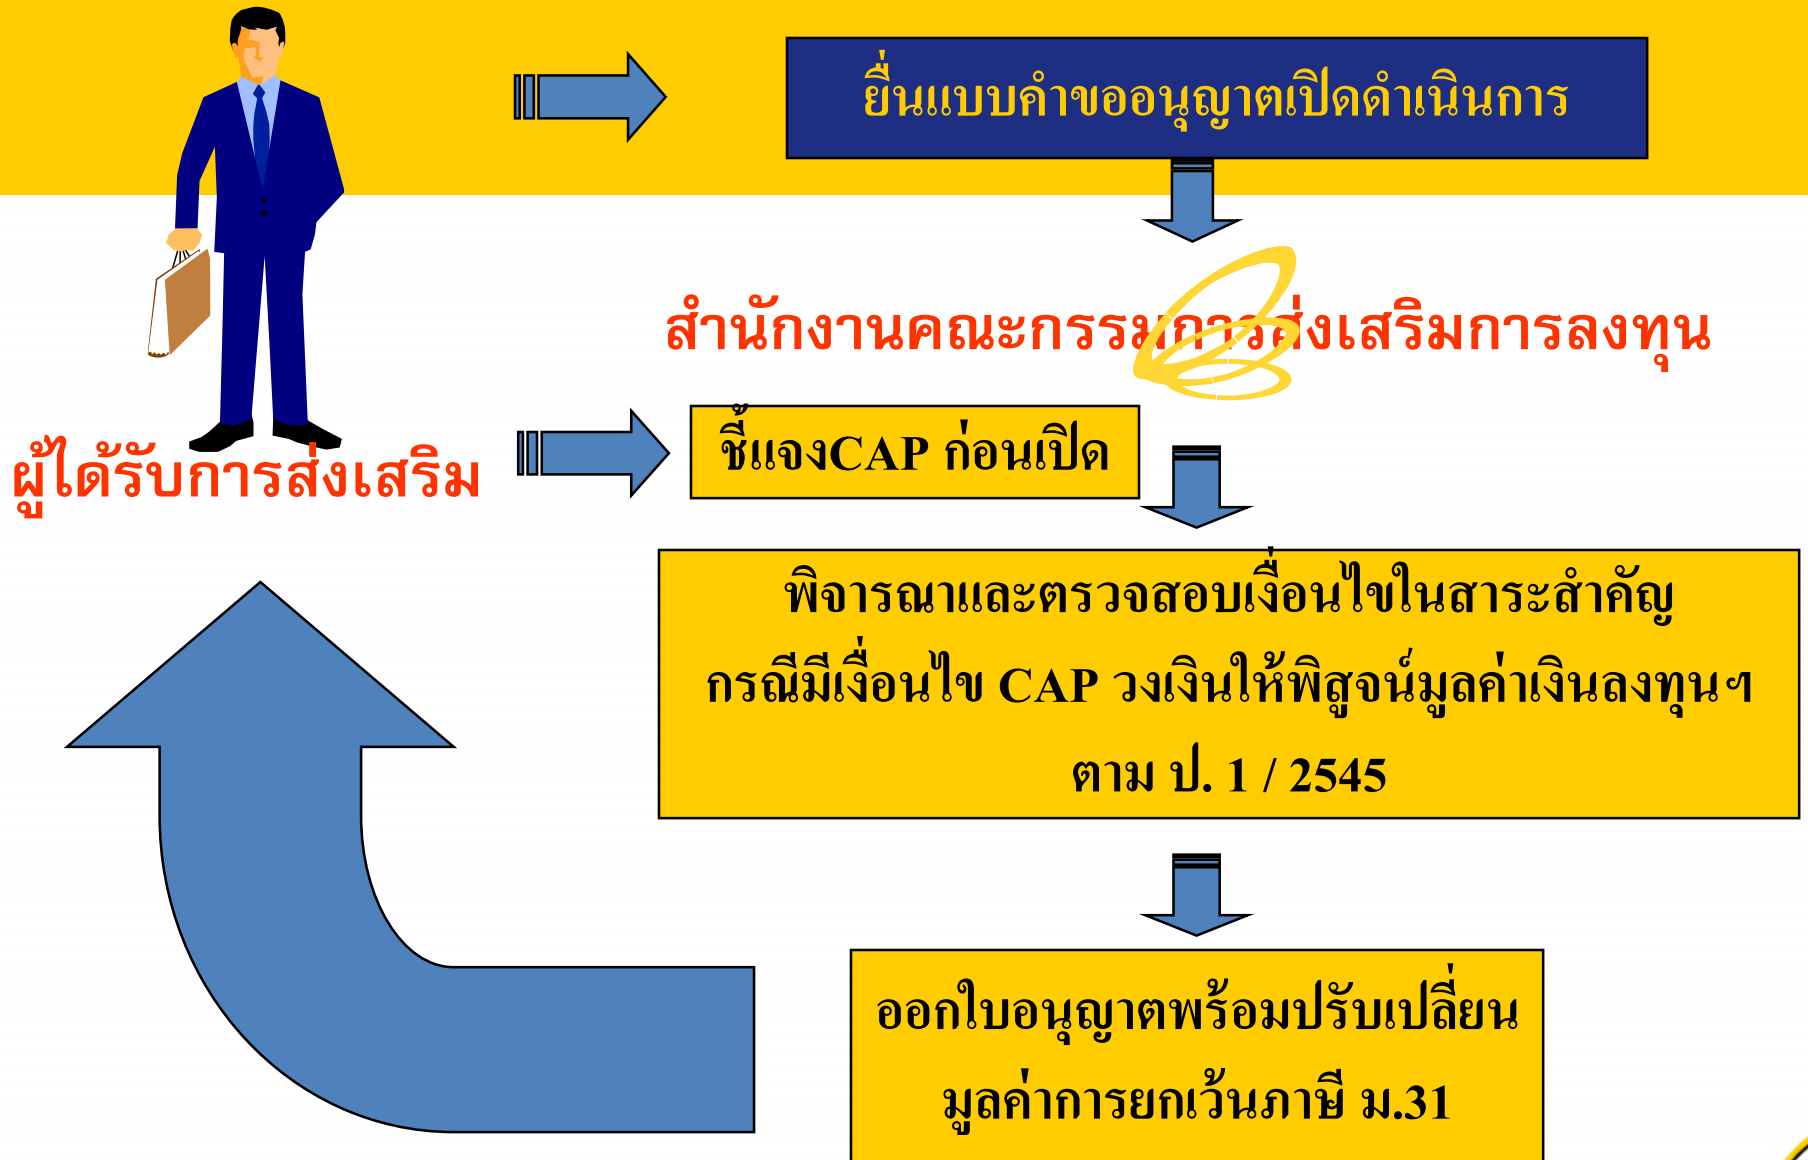 ยื่นแบบคำขออนุญาตเปิดดำเนินการ
สำนักงานคณะกรรมการส่งเสริมการลงทุน
ผู้ได้รับการส่งเสริม
ชี้แจงCAP ก่อนเปิด
พิจารณาและตรวจสอบเงื่อนไขในสาระสำคัญ
กรณีมีเงื่อนไข CAP วงเงินให้พิสูจน์มูลค่าเงินลงทุนฯ
ตาม ป. 1 / 2545
ออกใบอนุญาตพร้อมปรับเปลี่ยน
มูลค่าการยกเว้นภาษี ม.31